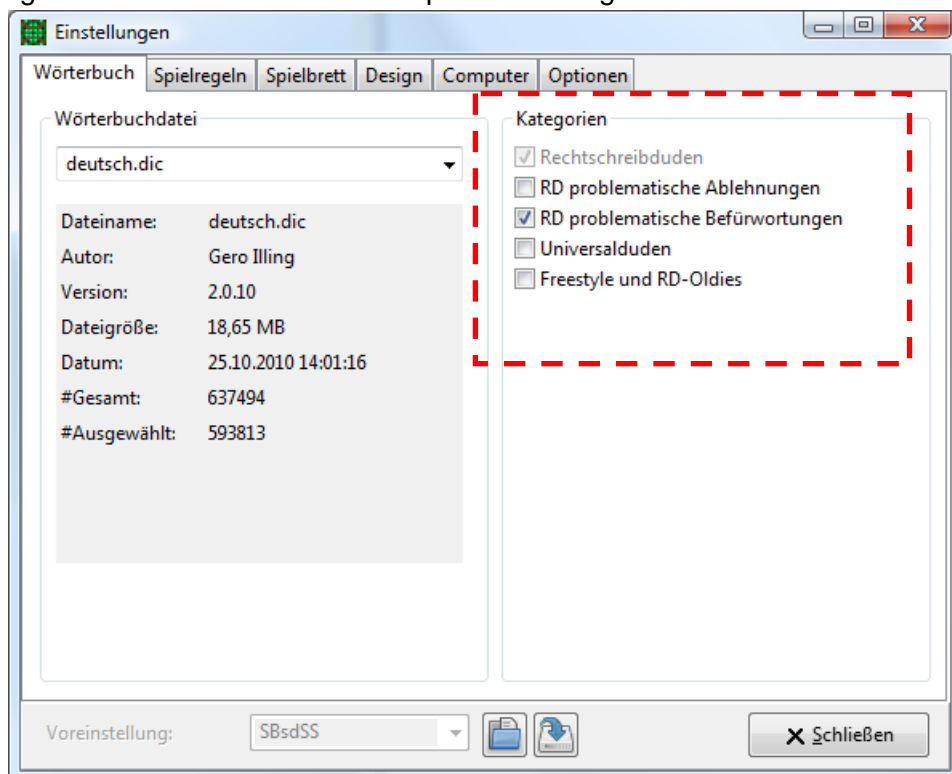 Einstellungen
Wörterbuch Spielregeln Spielbrett Design Computer Optionen
Wörterbuchdatei
deutsch.dic
Dateiname: deutsch.dic
Autor: Gero Illing
Version: 2.0.10
Dateigröße: 18,65 MB
Datum: 25.10.2010 14:01:16
#Gesamt: 637494
#Ausgewählt: 593813
Kategorien
Rechtschreibduden
RD problematische Ablehnungen
RD problematische Befürwortungen
Universalduden
Freestyle und RD-Oldies
Voreinstellung: SBsdSS
Schließen